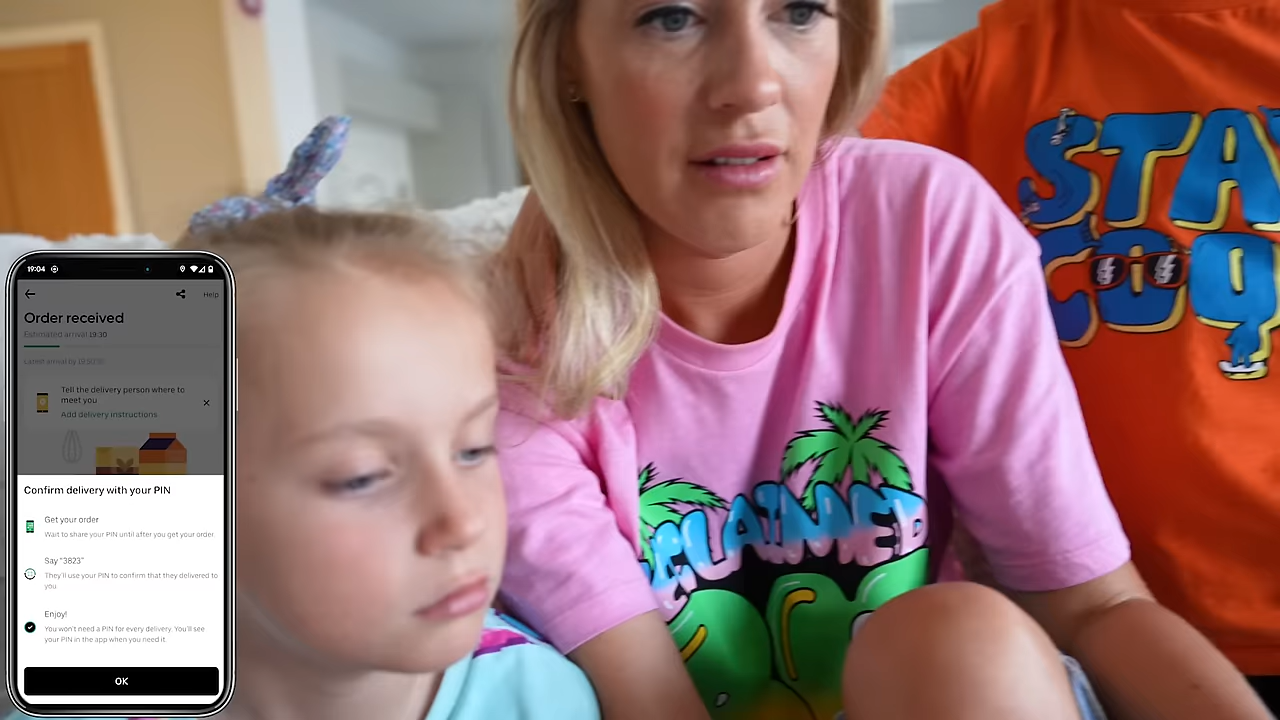 19:04
Help
Order received
Estimated arrival 19:30
Tell the delivery person where to
meet you
Add delivery instructions
Confirm delivery with your PIN
Get your order
Wait to share your PIN until after you get your order
Say "3823"
They'll use your PIN to confirm that they delivered to
you.
Enjoy!
You won't need a PIN for every delivery. You'll see
your PIN in the app when you need it.
OK
STAY
COO